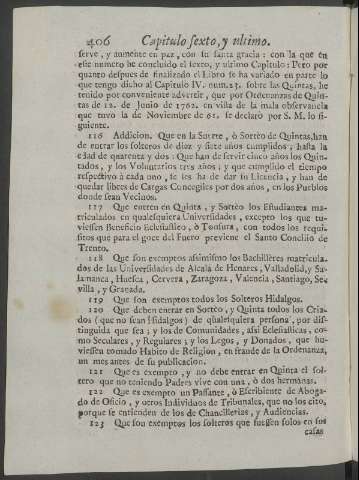 406 Capitulo sexto, y ultimo.
serve, y aumente en paz, con su santa gracia: con la que en
este numero he concluido el sexto, y ultimo Capitulo: Pero por
quanto despues de finalizado el Libro se ha variado en parte lo
que tengo dicho al Capitulo IV. num. 31. sobre las Quintas, he
tenido por conveniente advertir, que por Ordenanzas de Quin-
tas de 12. de Junio de 1762. en vista de la mala observancia
que tuvo la de Noviembre de 61. se declarò por S. M. lo si-
guiente.
116 Addicion. Que en la Suerte, ò Sortèo de Quintas, han
de entrar los solteros de diez y siete años cumplidos, hasta la
edad de quarenta y dos: Que han de servir cinco años los Quin-
tados, y los Voluntarios tres años; y que cumplido el tiempo
respectivo à cada uno, se les ha de dar su Licencia, y han de
quedar libres de Cargas Concegiles por dos años, en los Pueblos
donde sean Vecinos.
117 Que entren en Quinta, y Sortèo los Estudiantes ma-
triculados en qualesquiera Universidades, excepto los que tu-
viessen Beneficio Eclesiastico, ò Tonsura, con todos los requi-
sitos que para el goce del Fuero previene el Santo Concilio de
Trento.
118 Que son exemptos assimismo los Bachilleres matricula-
dos de las Universidades de Alcalà de Henares, Valladolid, y Sa-
lamanca, Huesca, Cervera, Zaragoza, Valencia, Santiago, Se-
villa, y Granada.
119 Que son exemptos todos los Solteros Hidalgos.
120 Que deben entrar en Sortèo, y Quinta todos los Cria-
dos (que no sean Hidalgos) de qualesquiera persona, por dis-
tinguida que sea; y los de Comunidades, assi Eclesiasticas, co-
mo Seculares, y Regulares; y los Legos, y Donados, que hu-
viessen tomado Habito de Religion, en fraude de la Ordenanza,
un mes antes de su publicacion.
121 Que es exempto, y no debe entrar en Quinta el sol-
tero que no teniendo Padres vive con una, ò dos hermanas.
122 Que es exempto un Passante, ò Escribiente de Aboga-
do de Oficio, y otros Individuos de Tribunales, que no los cito,
porque se entienden de los de Chancillerias, y Audiencias.
123 Que son exemptos los solteros que fuessen solos en sus
casas